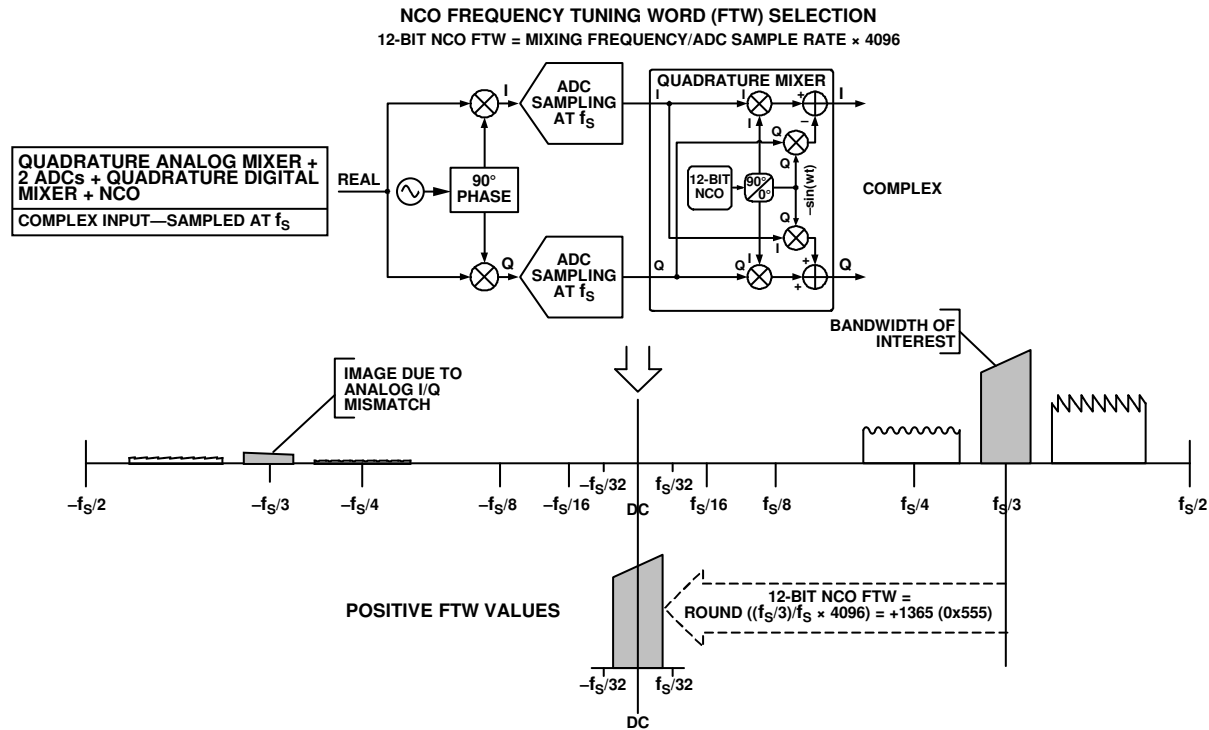 NCO FREQUENCY TUNING WORD (FTW) SELECTION
12-BIT NCO FTW = MIXING FREQUENCY/ADC SAMPLE RATE × 4096
QUADRATURE ANALOG MIXER +
2 ADCs + QUADRATURE DIGITAL
MIXER + NCO
COMPLEX INPUT—SAMPLED AT fS
REAL
90°
PHASE
I
ADC
SAMPLING
AT fS
Q
ADC
SAMPLING
AT fS
QUADRATURE MIXER
I
I
I
+
–
I
Q
Q
12-BIT
NCO
90°
0°
–sin(wt)
Q
I
I
+
Q
Q
+
Q
COMPLEX
BANDWIDTH OF
INTEREST
IMAGE DUE TO
ANALOG I/Q
MISMATCH
–fS/2
–fS/3
–fS/4
–fS/8
–fS/16
–fS/32
DC
fS/32
fS/16
fS/8
fS/4
fS/3
fS/2
POSITIVE FTW VALUES
12-BIT NCO FTW =
ROUND ((fS/3)/fS × 4096) = +1365 (0x555)
–fS/32
fS/32
DC